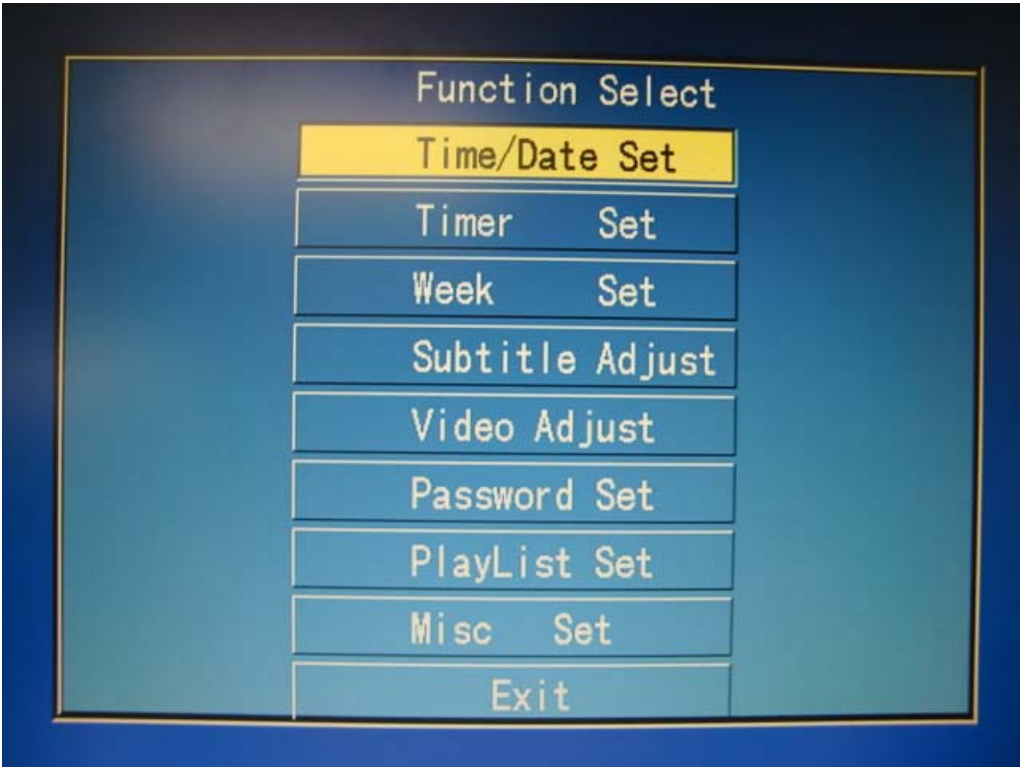 Function Select
Time/Date Set
Timer Set
Week Set
Subtitle Adjust
Video Adjust
Password Set
PlayList Set
Misc Set
Exit